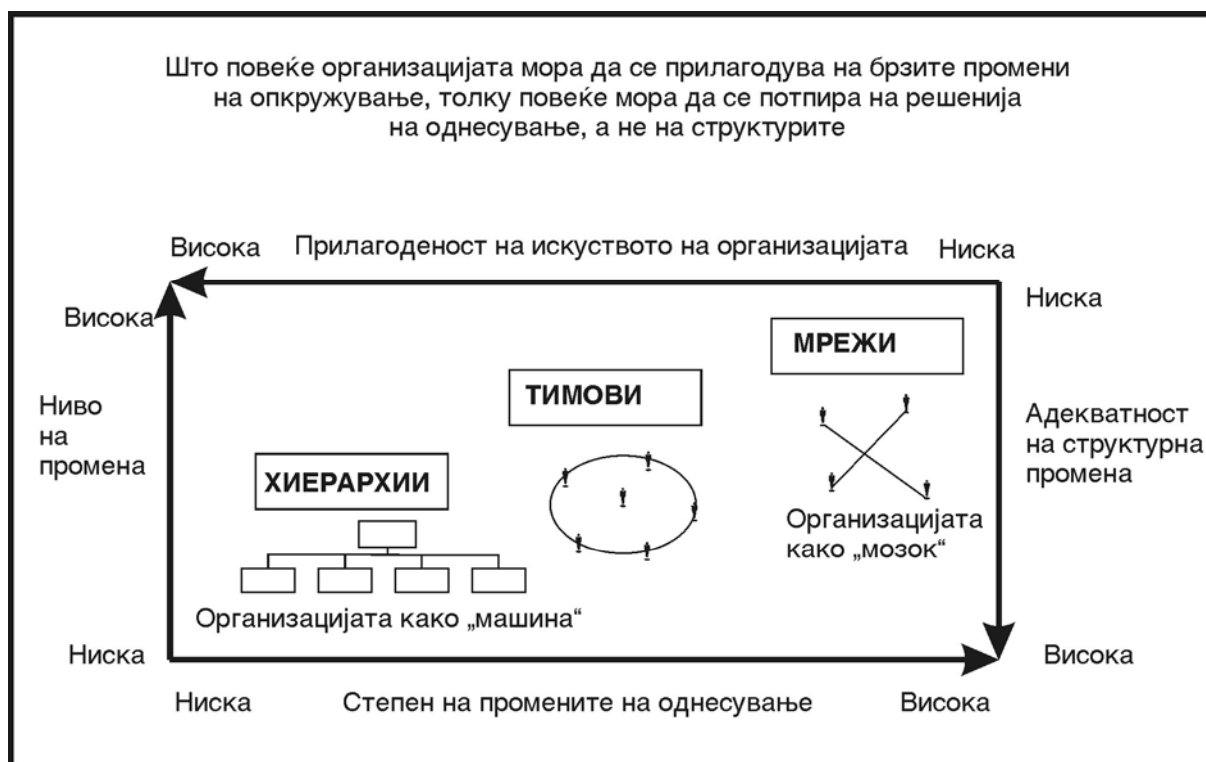 Што повеќе организацијата мора да се прилагодува на брзите промени
на опкружување, толку повеќе мора да се потпира на решенија
на однесување, а не на структурите
Висока
Прилагоденост на искуството на организацијата
Ниска
Висока
Ниска
МРЕЖИ
ТИМОВИ
Ниво
на
промена
Адекватност
на структурна
промена
ХИЕРАРХИИ
Организацијата
како „мозок“
Организацијата како „машина“
Ниска
Висока
Ниска
Степен на промените на однесување
Висока